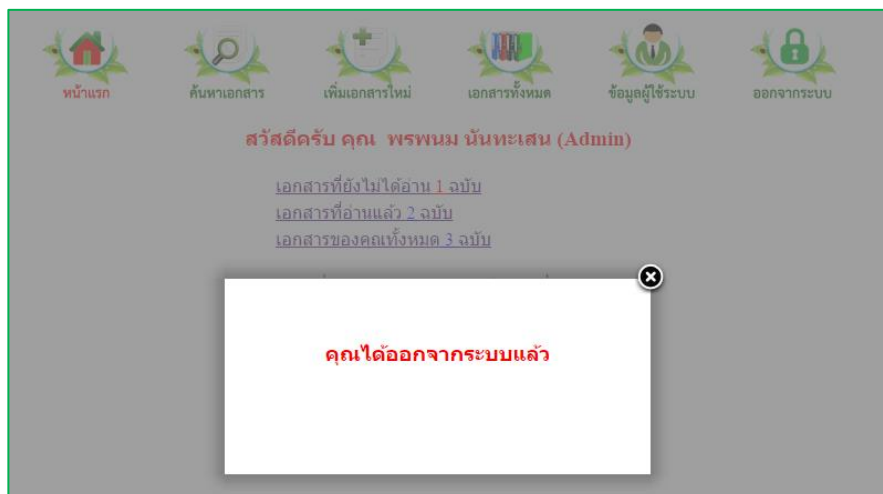 หน้าแรก ค้นหาเอกสาร เพิ่มเอกสารใหม่ เอกสารทั้งหมด ข้อมูลผู้ใช้ระบบ ออกจากระบบ
สวัสดีครับ คุณ พรพนม นันทะเสน (Admin)
เอกสารที่ยังไม่ได้อ่าน 1 ฉบับ
เอกสารที่อ่านแล้ว 2 ฉบับ
เอกสารของคุณทั้งหมด 3 ฉบับ
คุณได้ออกจากระบบแล้ว